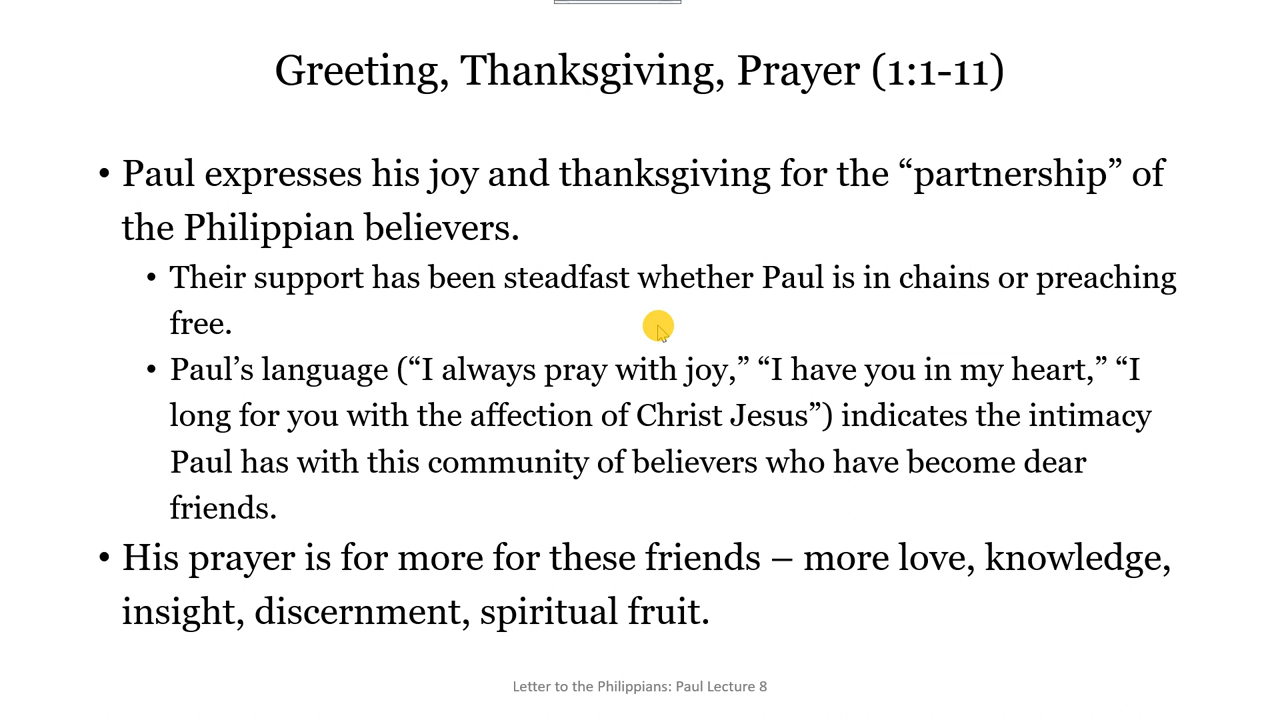 Greeting, Thanksgiving, Prayer (1:1-11)
• Paul expresses his joy and thanksgiving for the “partnership” of
the Philippian believers.
• Their support has been steadfast whether Paul is in chains or preaching
free.
• Paul’s language (“I always pray with joy,” “I have you in my heart,” “I
long for you with the affection of Christ Jesus”) indicates the intimacy
Paul has with this community of believers who have become dear
friends.
• His prayer is for more for these friends – more love, knowledge,
insight, discernment, spiritual fruit.
Letter to the Philippians: Paul Lecture 8